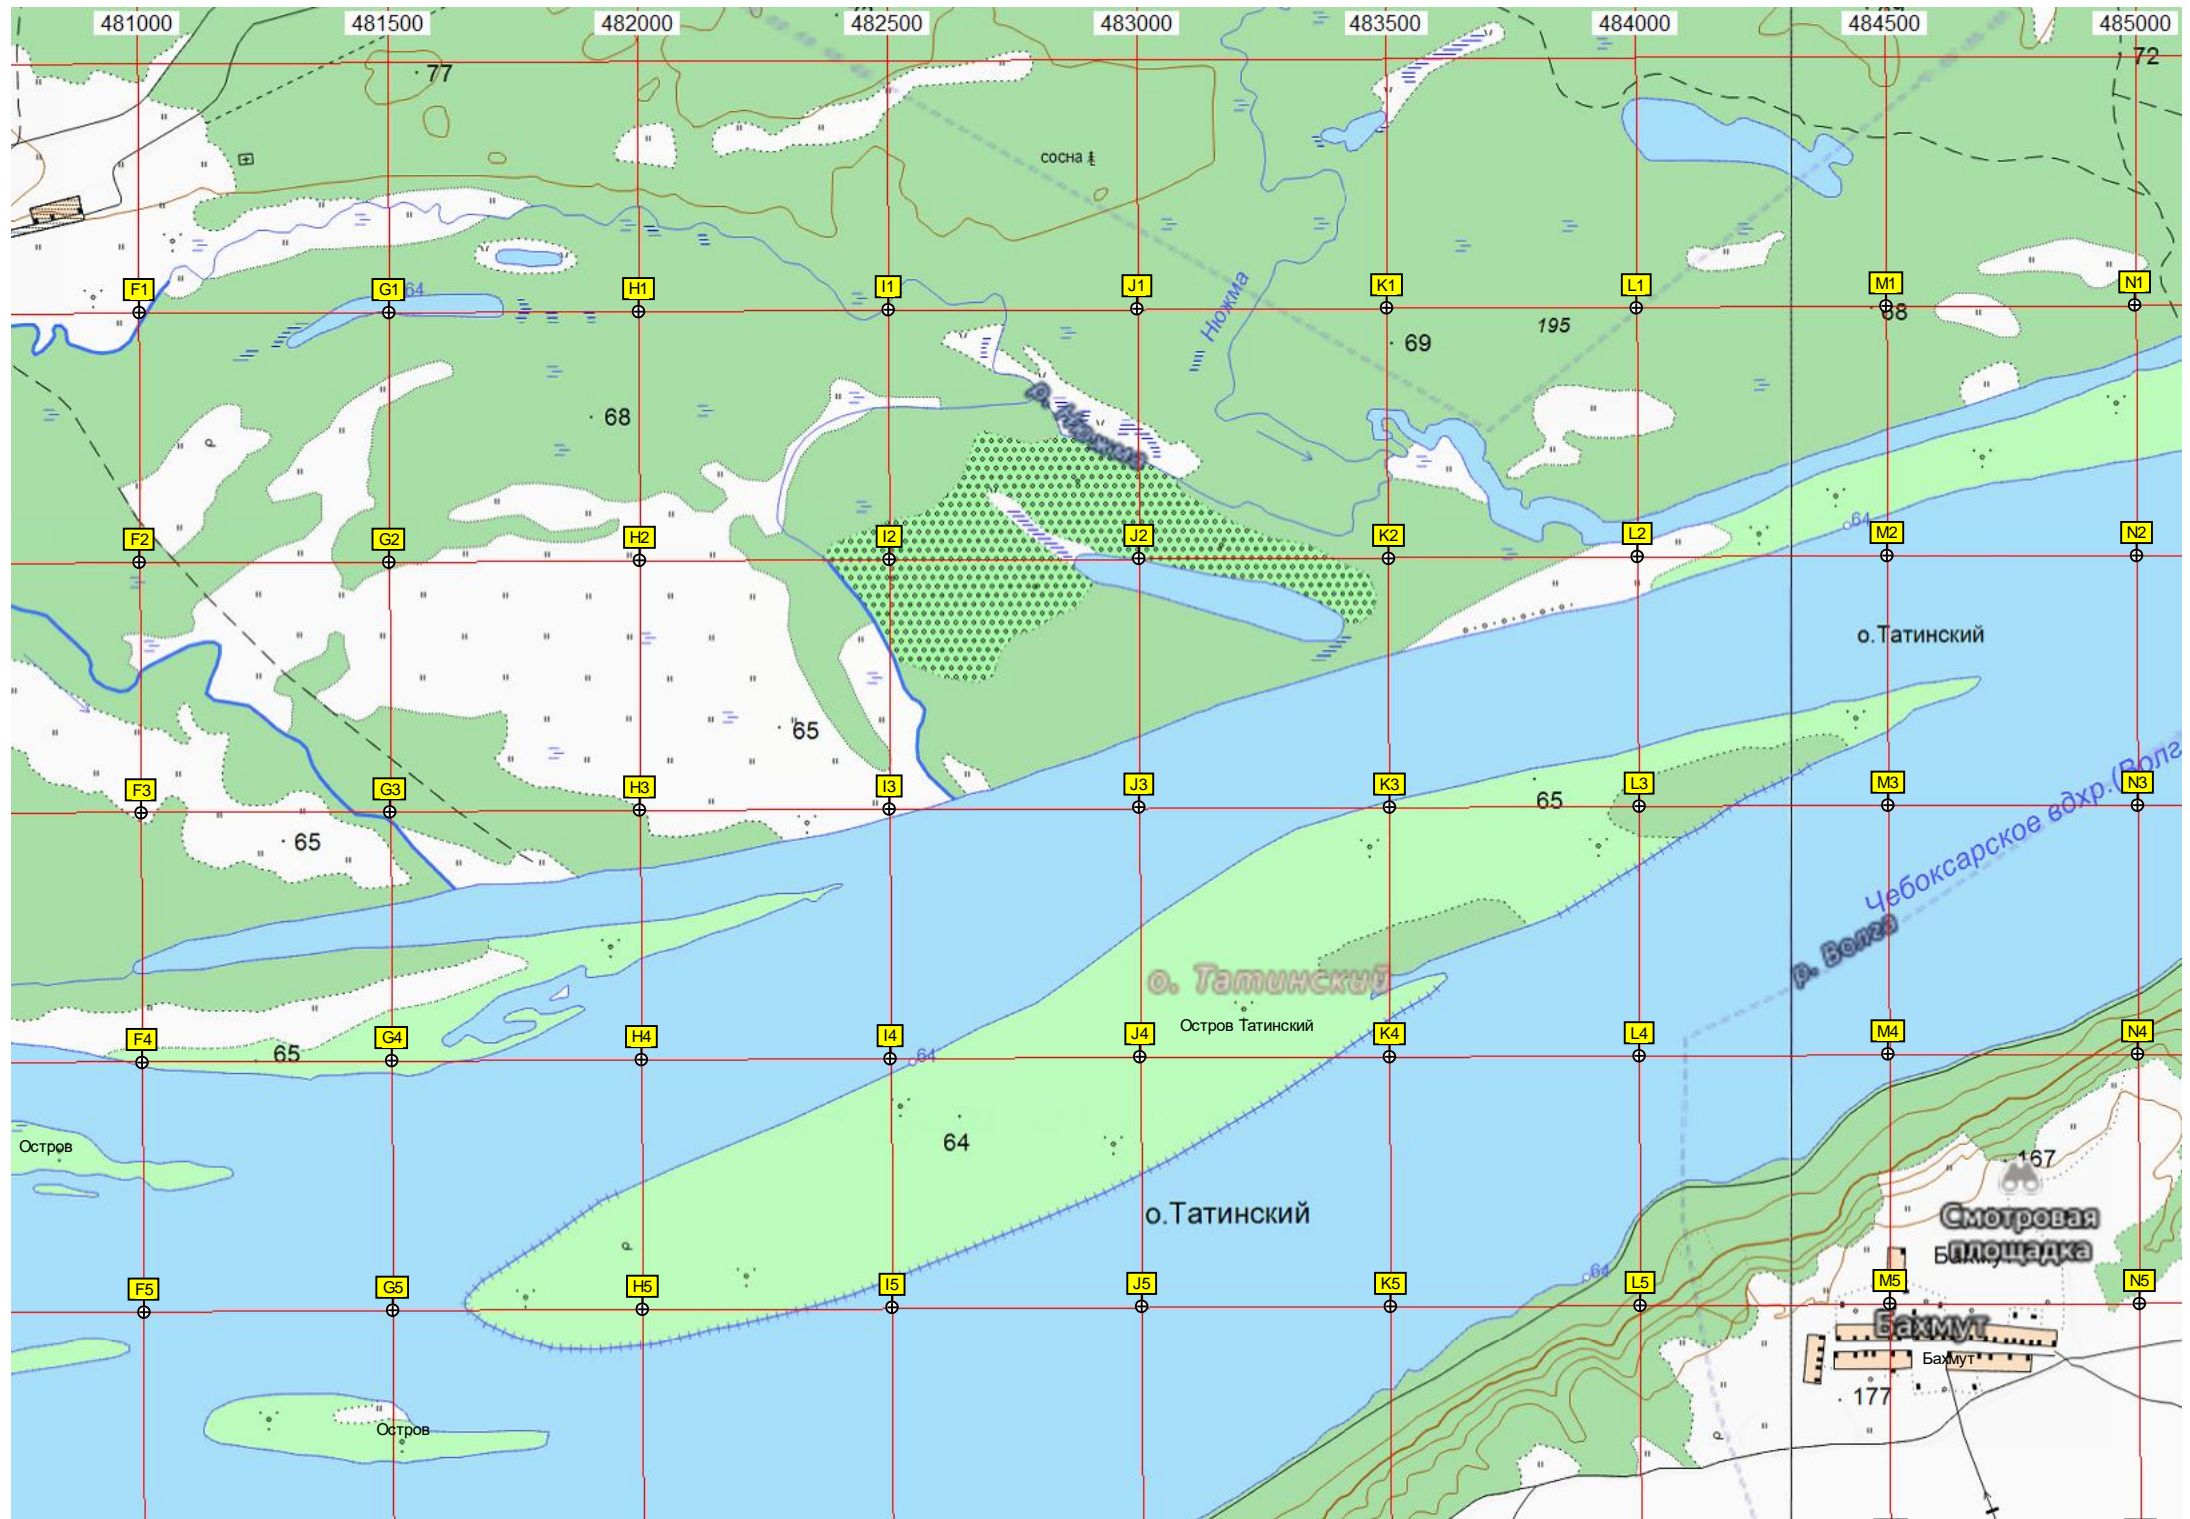 481000 481500 482000 482500 483000 483500 484000 484500 485000
72
77
сосна
F1 G1 64 H1 I1 J1 K1 L1 M1 N1
Нюжма
68
195
69
р. Нюжма
68
64
F2 G2 H2 I2 J2 K2 L2 M2 N2
о.Татинский
65
F3 G3 H3 I3 J3 K3 L3 M3 N3
65
65
Чебоксарское вдхр.(Волг
р. Волга
о. Татинский
Остров Татинский
F4 G4 H4 I4 J4 K4 L4 M4 N4
65
64
64
Остров
167
о.Татинский
Смотровая
площадка
64
F5 G5 H5 I5 J5 K5 L5 M5 N5
Бахмут
Бахмут
177
Остров